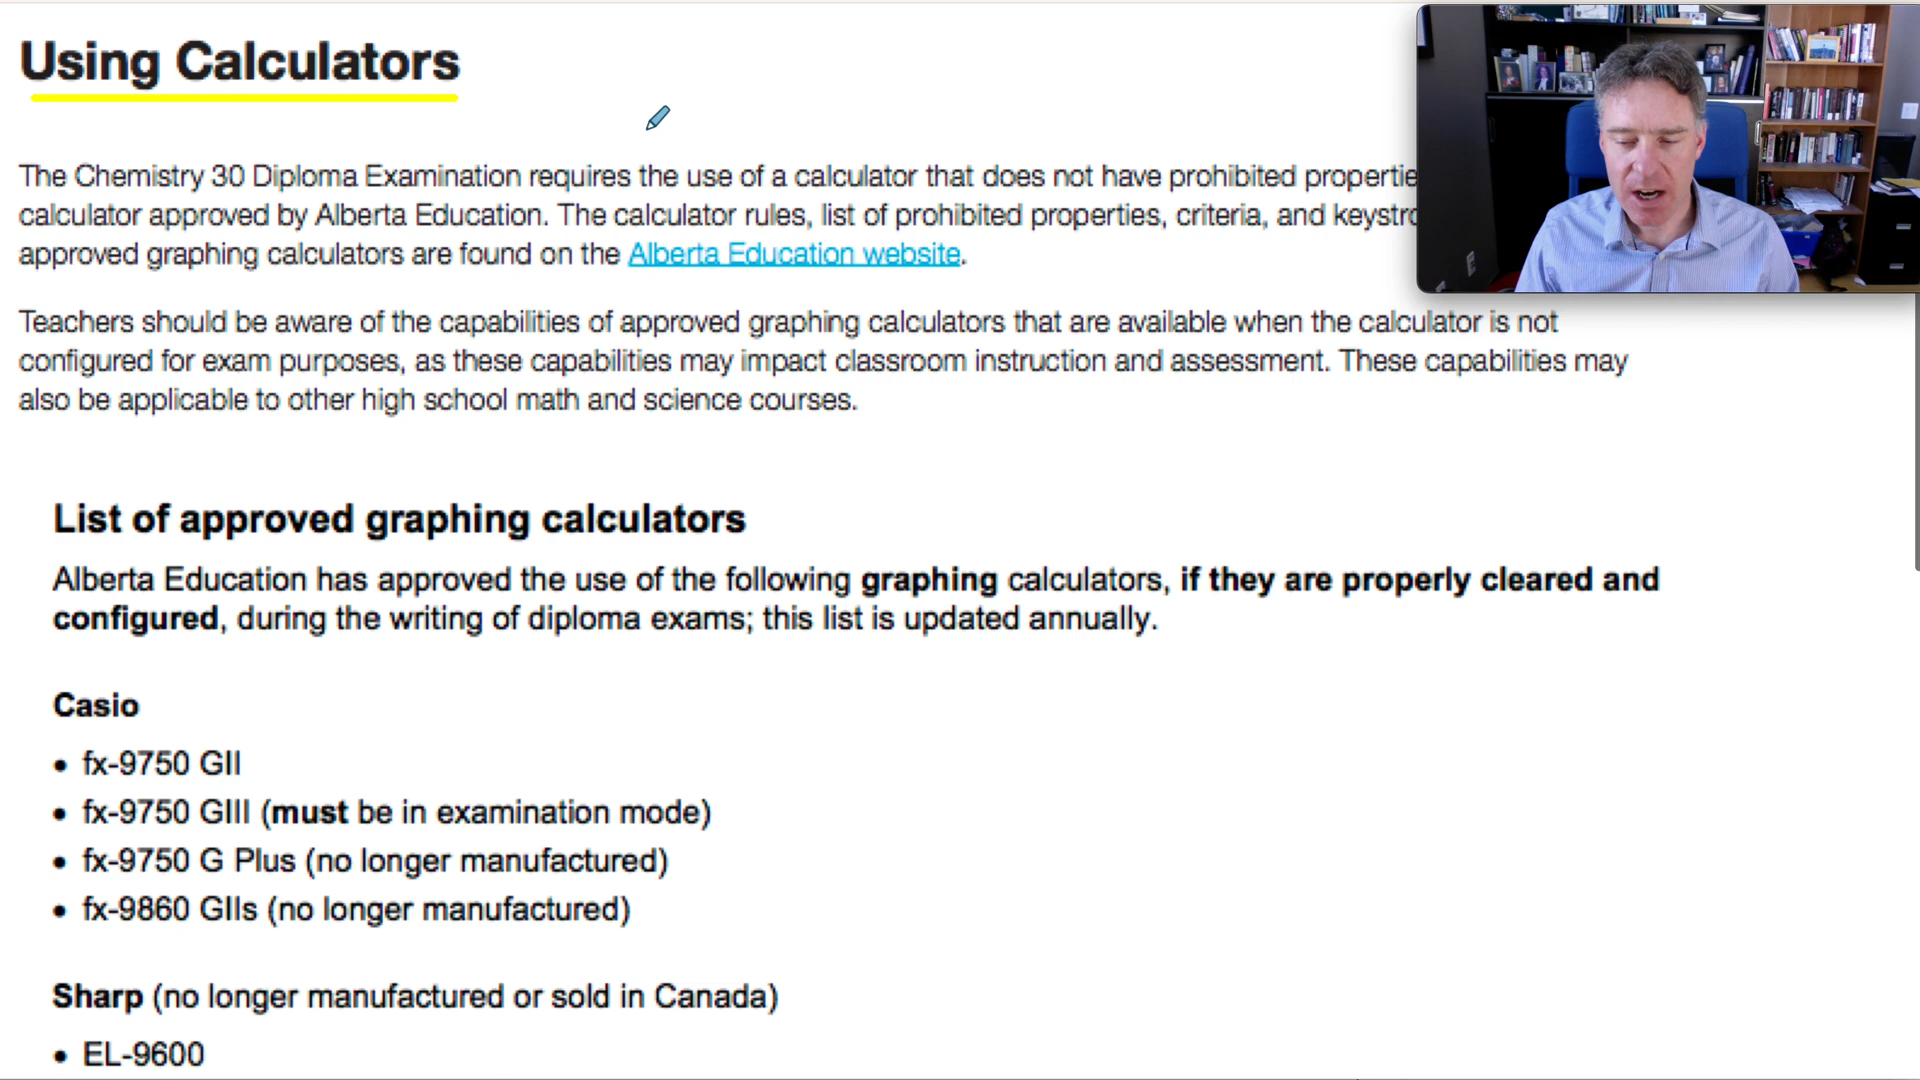 Using Calculators
The Chemistry 30 Diploma Examination requires the use of a calculator that does not have prohibited
calculator approved by Alberta Education. The calculator rules, list of prohibited properties, criteria, and
approved graphing calculators are found on the Alberta Education website.
Teachers should be aware of the capabilities of approved graphing calculators that are available when the calculator is not
configured for exam purposes, as these capabilities may impact classroom instruction and assessment. These capabilities may
also be applicable to other high school math and science courses.
List of approved graphing calculators
Alberta Education has approved the use of the following graphing calculators, if they are properly cleared and
configured, during the writing of diploma exams; this list is updated annually.
Casio
• fx-9750 GII
• fx-9750 GIII (must be in examination mode)
• fx-9750 G Plus (no longer manufactured)
• fx-9860 GIIs (no longer manufactured)
Sharp (no longer manufactured or sold in Canada)
• EL-9600